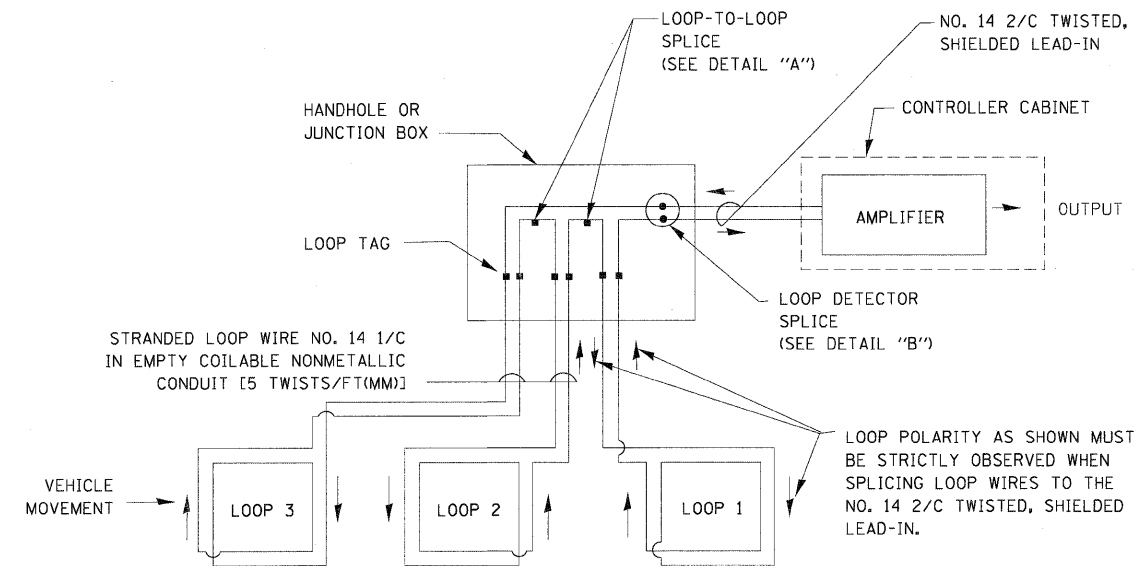 LOOP-TO-LOOP
SPLICE
(SEE DETAIL "A")
NO. 14 2/C TWISTED,
SHIELDED LEAD-IN
HANDHOLE OR
JUNCTION BOX
CONTROLLER CABINET
AMPLIFIER
OUTPUT
LOOP TAG
LOOP DETECTOR
SPLICE
(SEE DETAIL "B")
STRANDED LOOP WIRE NO. 14 1/C
IN EMPTY COILABLE NONMETALLIC
CONDUIT [5 TWISTS/FT(MM)]
LOOP POLARITY AS SHOWN MUST
BE STRICTLY OBSERVED WHEN
SPLICING LOOP WIRES TO THE
NO. 14 2/C TWISTED, SHIELDED
LEAD-IN.
VEHICLE
MOVEMENT
LOOP 3
LOOP 2
LOOP 1